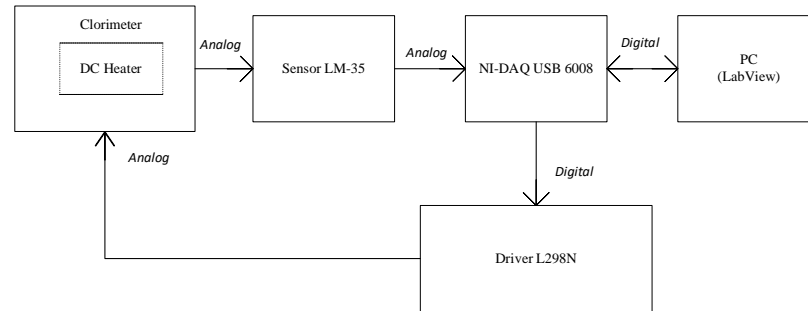 Clorimeter
DC Heater
Analog
Sensor LM-35
Analog
NI-DAQ USB 6008
Digital
PC
(LabView)
Analog
Digital
Driver L298N